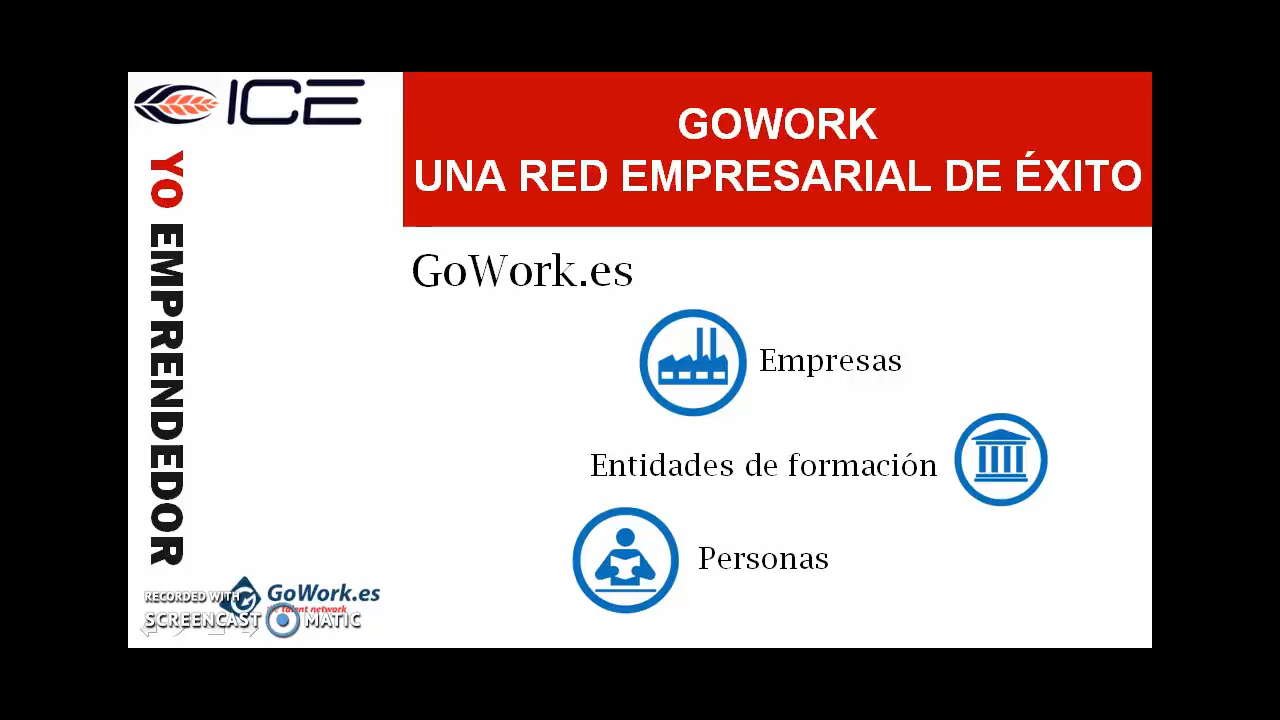 ICE
GOWORK
UNA RED EMPRESARIAL DE ÉXITO
YO EMPRENDEDOR
GoWork.es
Empresas
Entidades de formación
Personas
GoWork.es
talent network
RECORDED WITH
SCREENCAST MATIC